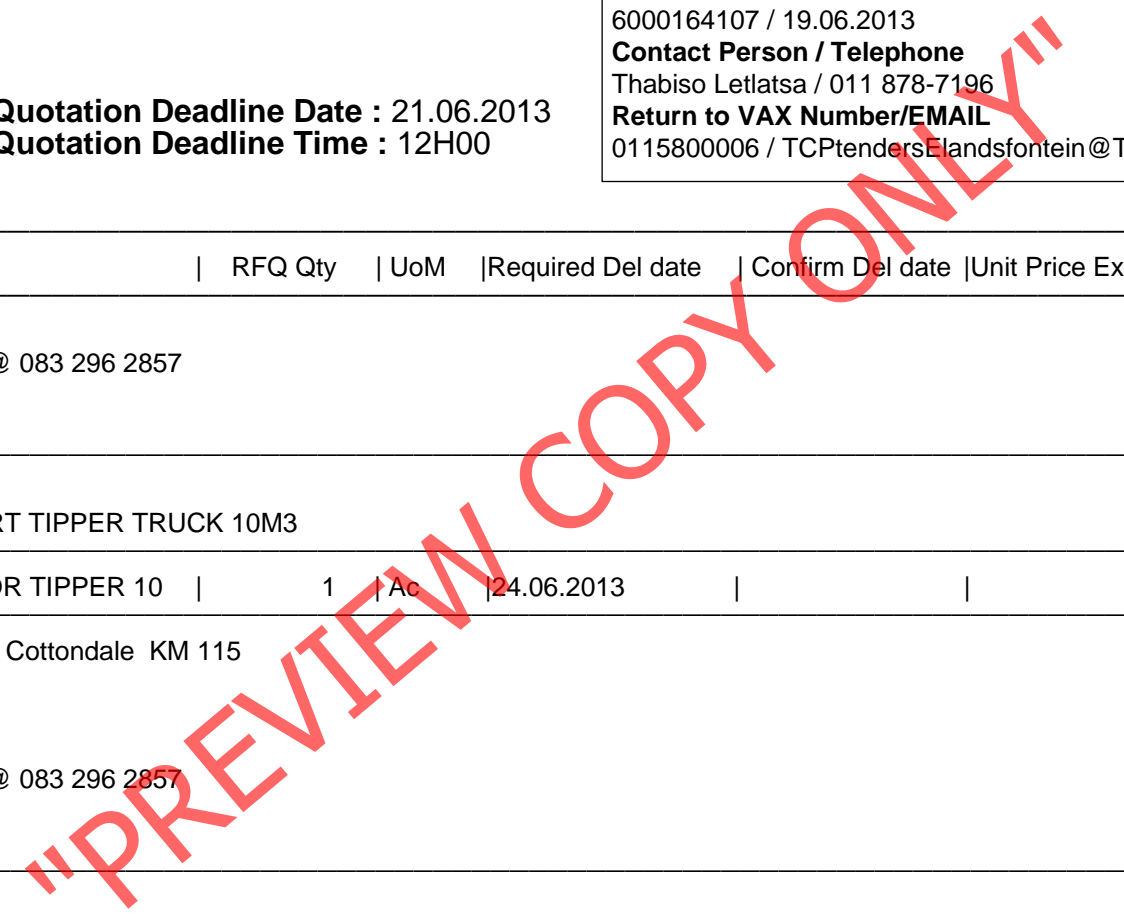 6000164107 / 19.06.2013
Contact Person / Telephone
Thabiso Letlatsa / 011 878-7196
Quotation Deadline Date : 21.06.2013
Return to VAX Number/EMAIL
Quotation Deadline Time : 12H00
0115800006 / TCPtendersElandsfontein@T
| RFQ Qty | UoM |Required Del date | Confirm Del date |Unit Price Ex
@ 083 296 2857
RT TIPPER TRUCK 10M3
OR TIPPER 10 | 1 | Ac |24.06.2013 | |
Cottondale KM 115
@ 083 296 2857
"PREVIEW COPY ONLY"